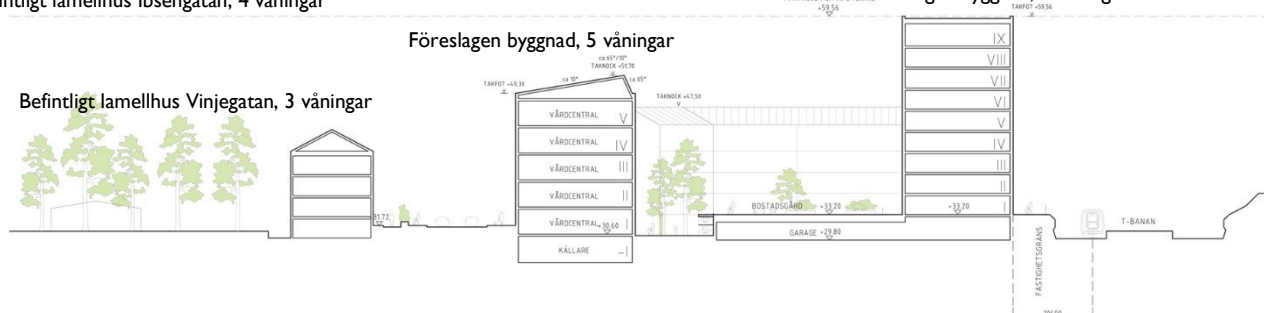 lamellhus Ibsengatan, 4 våningar
+59,56
TAKFOT +59,56
Föreslagen byggnad, 5 våningar
ca 65°/10°
TAKNOCK +51,70
ca 10°
ca 65°
TAKFOT +49,30
TAKNOCK +47,50
Befintligt lamellhus Vinjegatan, 3 våningar
IX
VIII
VII
VI
V
IV
III
II
I
VÅRDCENTRAL V
VÅRDCENTRAL IV
VÅRDCENTRAL III
VÅRDCENTRAL II
VÅRDCENTRAL +30,60 I
KÄLLARE -I
31,72
BOSTADSGÅRD +33,20
+33,20
GARAGE +29,80
T-BANAN
FASTIGHETSGRÄNS